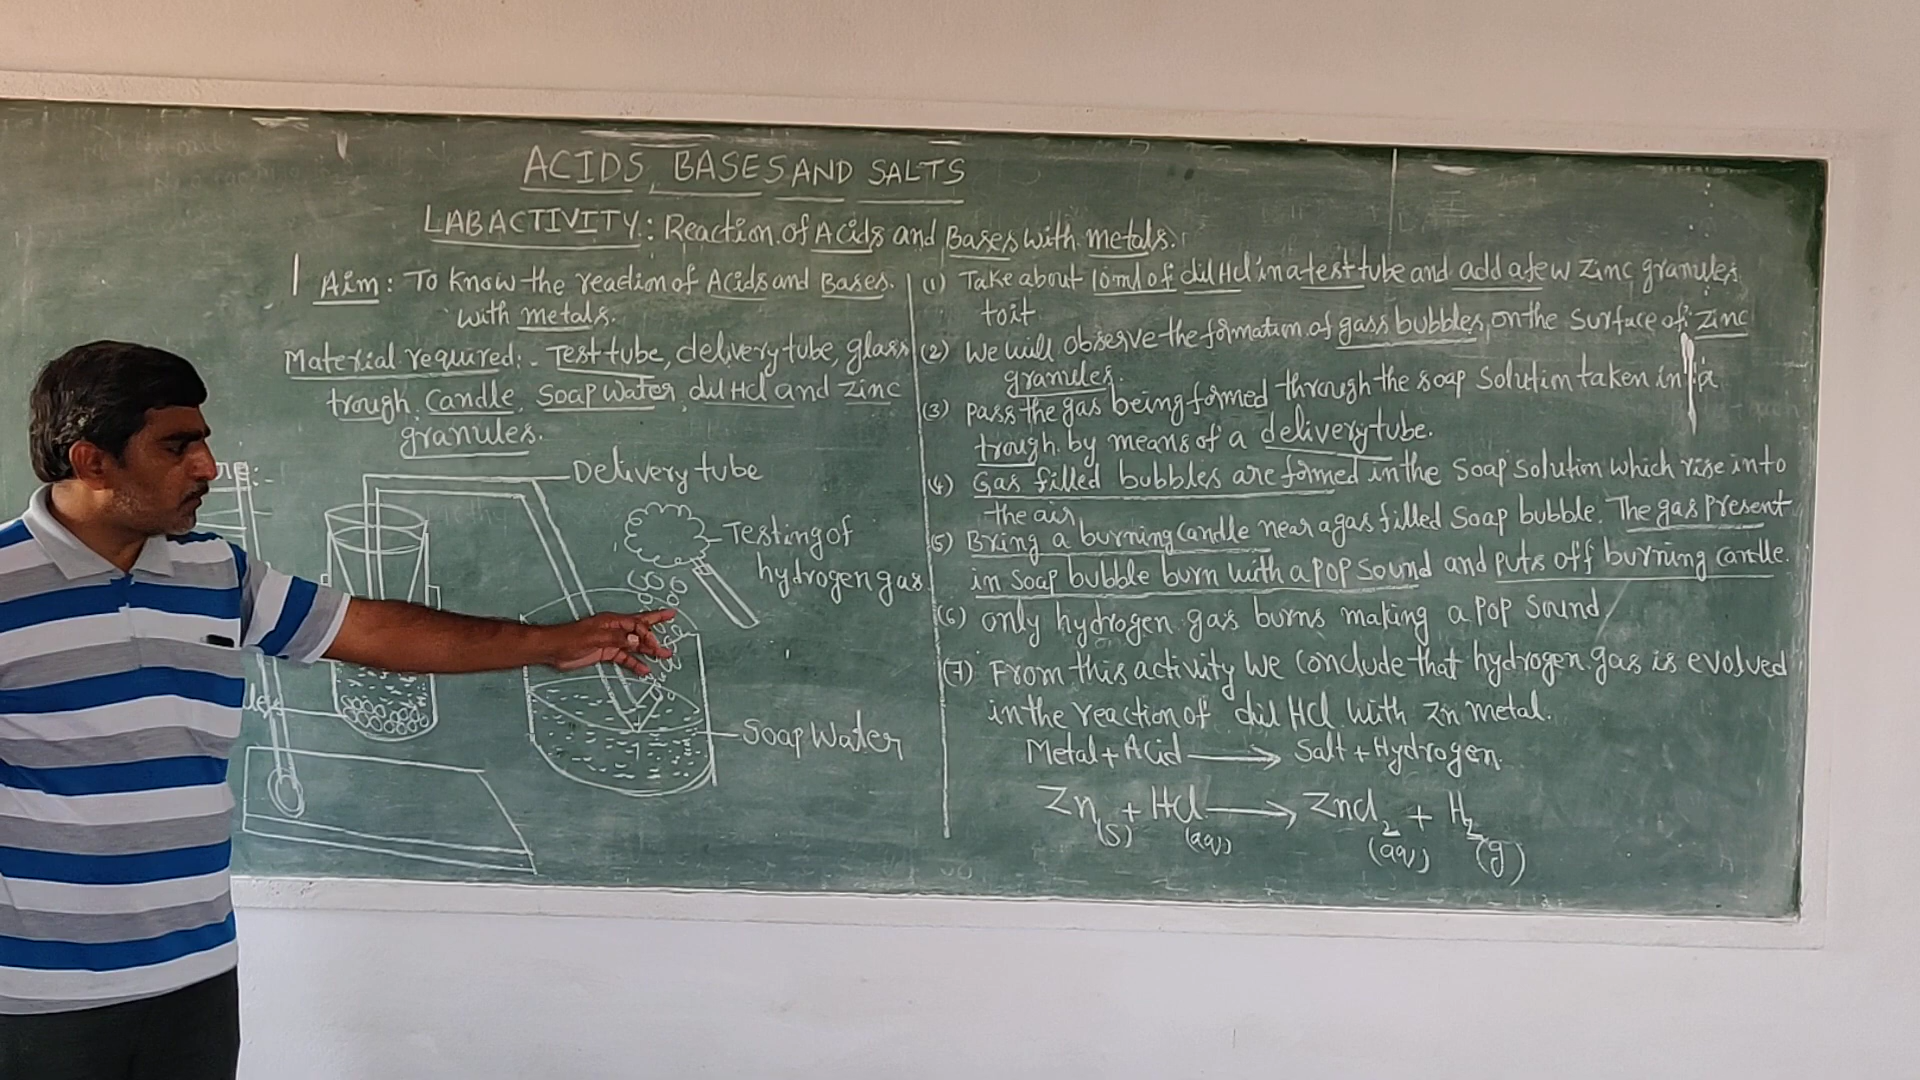 ACIDS, BASES AND SALTS
LAB ACTIVITY: Reaction of Acids and Bases with metals.
Aim: To Know the reaction of Acids and Bases.
with metals.
Material required:- Test tube, delivery tube, glass
trough, Candle, Soap Water, dil Hcl and Zinc
granules.
Delivery tube
Testing of
hydrogen gas
Soap Water
(1) Take about 10 ml of dil Hcl in a test tube and add a few Zinc granules
to it
(2) We will observe the formation of gass bubbles, on the surface of Zinc
granules.
(3) pass the gas being formed through the soap solution taken in a
trough by means of a delivery tube.
(4) Gas filled bubbles are formed in the Soap solution which rise into
the air
(5) Bring a burning candle near a gas filled Soap bubble. The gas present
in soap bubble burn with a pop sound and puts off burning candle.
(6) only hydrogen gas burns making a pop sound
(7) From this activity we conclude that hydrogen gas is evolved
in the reaction of dil HCl with Zn metal.
Metal + Acid → Salt + Hydrogen
Zn(s) + Hcl(aq) → Zncl2(aq) + H2(g)